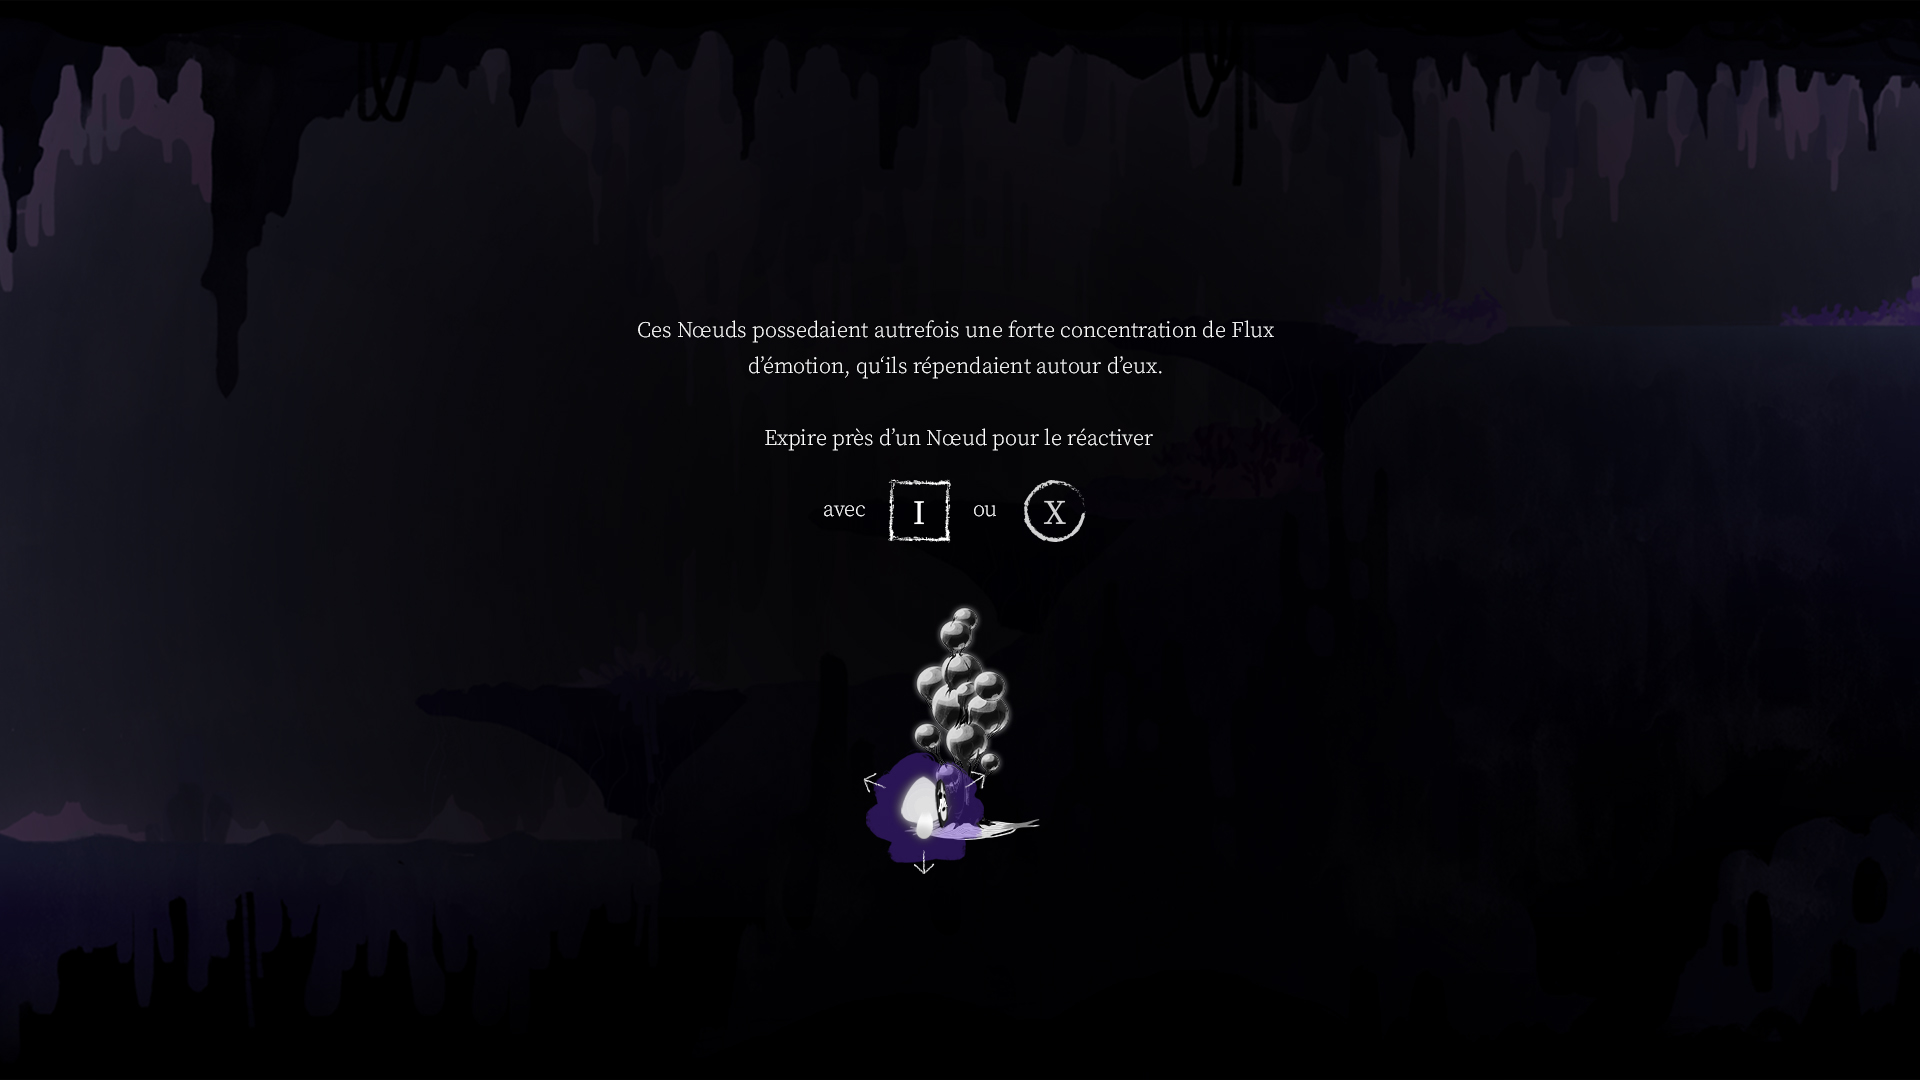 Ces Nœuds possedaient autrefois une forte concentration de Flux
d’émotion, qu‘ils répendaient autour d’eux.
Expire près d’un Nœud pour le réactiver
avec I ou X